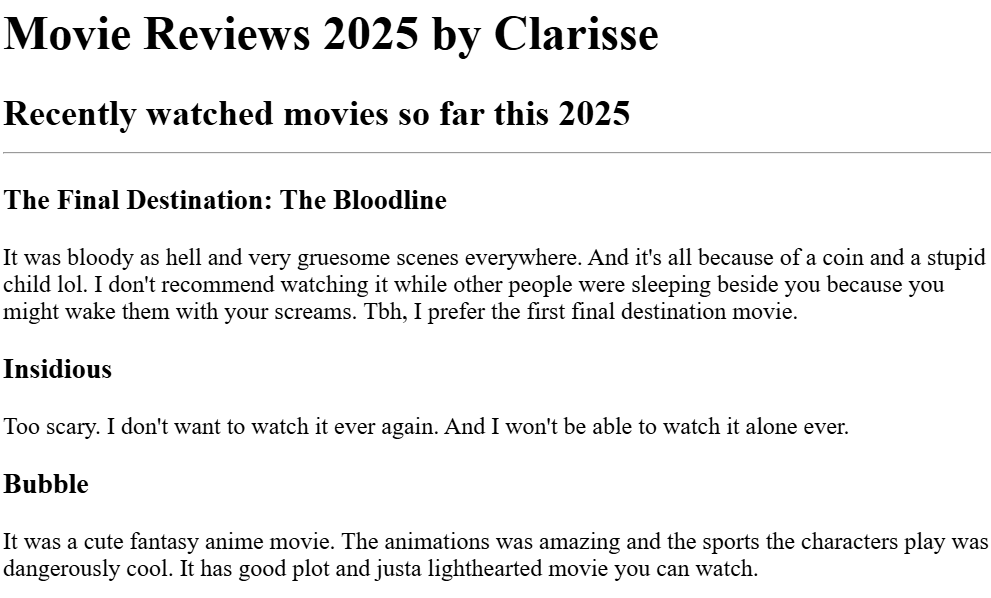 Movie Reviews 2025 by Clarisse
Recently watched movies so far this 2025
The Final Destination: The Bloodline
It was bloody as hell and very gruesome scenes everywhere. And it's all because of a coin and a stupid
child lol. I don't recommend watching it while other people were sleeping beside you because you
might wake them with your screams. Tbh, I prefer the first final destination movie.
Insidious
Too scary. I don't want to watch it ever again. And I won't be able to watch it alone ever.
Bubble
It was a cute fantasy anime movie. The animations was amazing and the sports the characters play was
dangerously cool. It has good plot and justa lighthearted movie you can watch.